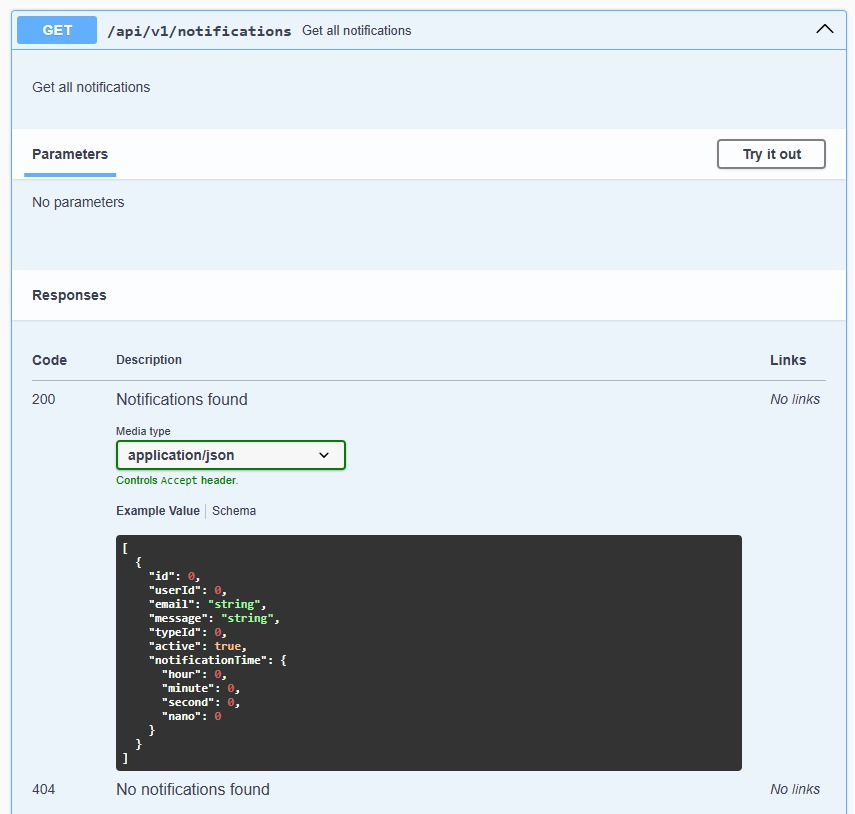 GET /api/v1/notifications Get all notifications
Get all notifications
Parameters Try it out
No parameters
Responses
Code Description Links
200 Notifications found No links
Media type
application/json
Controls Accept header.
Example Value Schema
[
  {
    "id": 0,
    "userId": 0,
    "email": "string",
    "message": "string",
    "typeId": 0,
    "active": true,
    "notificationTime": {
      "hour": 0,
      "minute": 0,
      "second": 0,
      "nano": 0
    }
  }
]
404 No notifications found No links